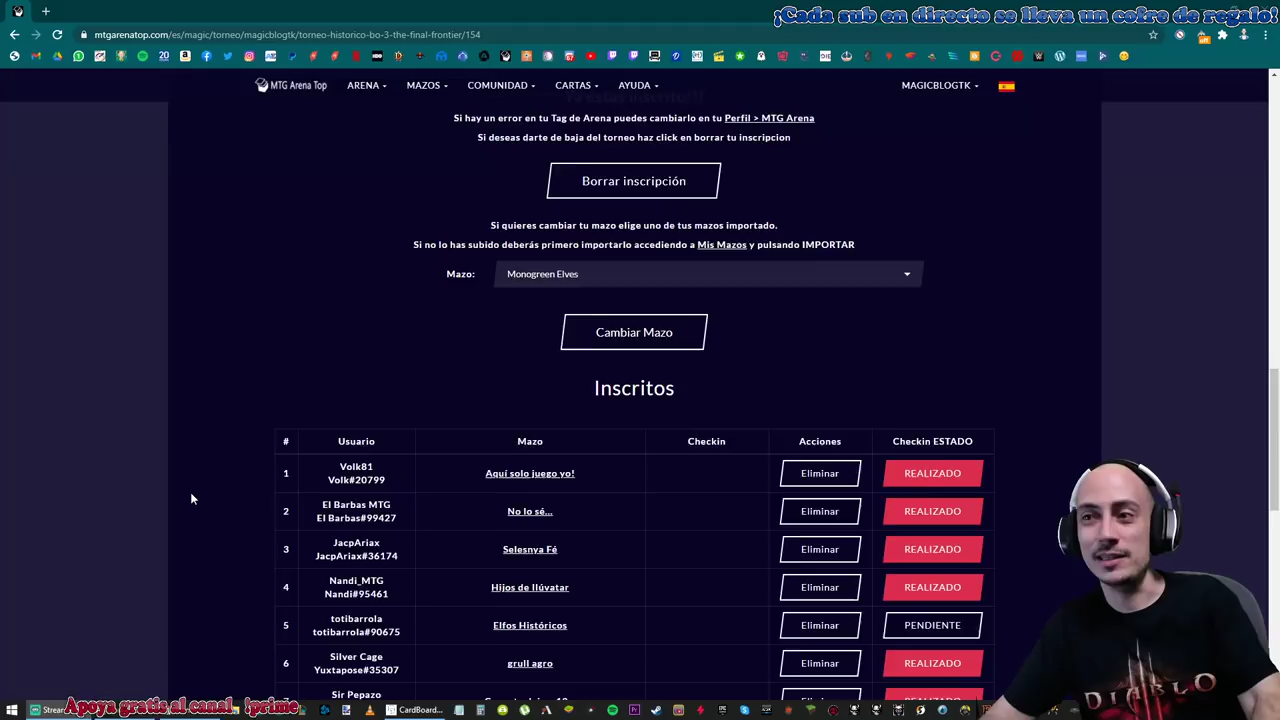 ¡Cada sub en directo se lleva un cofre de regalo!
mtgarenatop.com/es/magic/torneo/magicblogtk/torneo-historico-bo-3-the-final-frontier/154
MTG Arena Top
ARENA
MAZOS
COMUNIDAD
CARTAS
AYUDA
MAGICBLOGTK
Si hay un error en tu Tag de Arena puedes cambiarlo en tu Perfil > MTG Arena
Si deseas darte de baja del torneo haz click en borrar tu inscripcion
Borrar inscripción
Si quieres cambiar tu mazo elige uno de tus mazos importado.
Si no lo has subido deberás primero importarlo accediendo a Mis Mazos y pulsando IMPORTAR
Mazo: Monogreen Elves
Cambiar Mazo
Inscritos
# Usuario Mazo Checkin Acciones Checkin ESTADO
1 Volk81 Volk#20799 Aquí solo juego yo! Eliminar REALIZADO
2 El Barbas MTG El Barbas#99427 No lo sé... Eliminar REALIZADO
3 JacpAriax JacpAriax#36174 Selesnya Fé Eliminar REALIZADO
4 Nandi_MTG Nandi#95461 Hijos de Ilúvatar Eliminar REALIZADO
5 totibarrola totibarrola#90675 Elfos Históricos Eliminar PENDIENTE
6 Silver Cage Yuxtapose#35307 grull agro Eliminar REALIZADO
Sir Pepazo
DIABLO
Apoya gratis al canal. !prime
CardBoard...